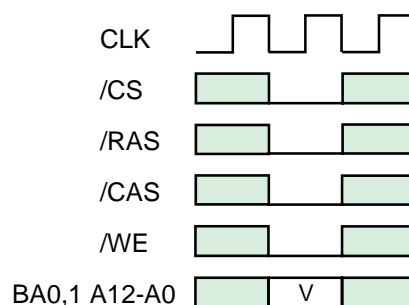 CLK
/CS
/RAS
/CAS
/WE
BA0,1 A12-A0 V